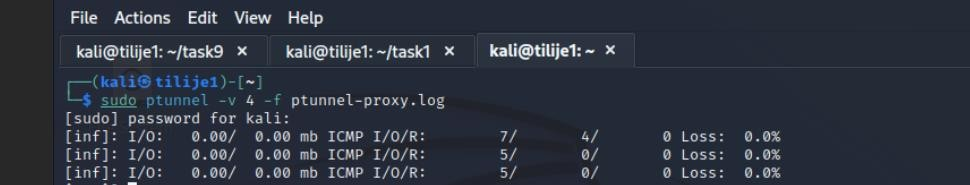 File Actions Edit View Help
kali@tilije1: ~/task9 × kali@tilije1: ~/task1 × kali@tilije1: ~ ×
┌──(kali㉿tilije1)-[~]
└─$ sudo ptunnel -v 4 -f ptunnel-proxy.log
[sudo] password for kali:
[inf]: I/O: 0.00/ 0.00 mb ICMP I/O/R: 7/ 4/ 0 Loss: 0.0%
[inf]: I/O: 0.00/ 0.00 mb ICMP I/O/R: 5/ 0/ 0 Loss: 0.0%
[inf]: I/O: 0.00/ 0.00 mb ICMP I/O/R: 5/ 0/ 0 Loss: 0.0%